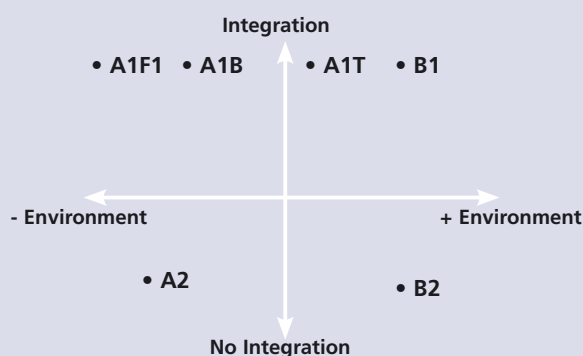 Integration
• A1F1 • A1B • A1T • B1
- Environment + Environment
• A2
• B2
No Integration